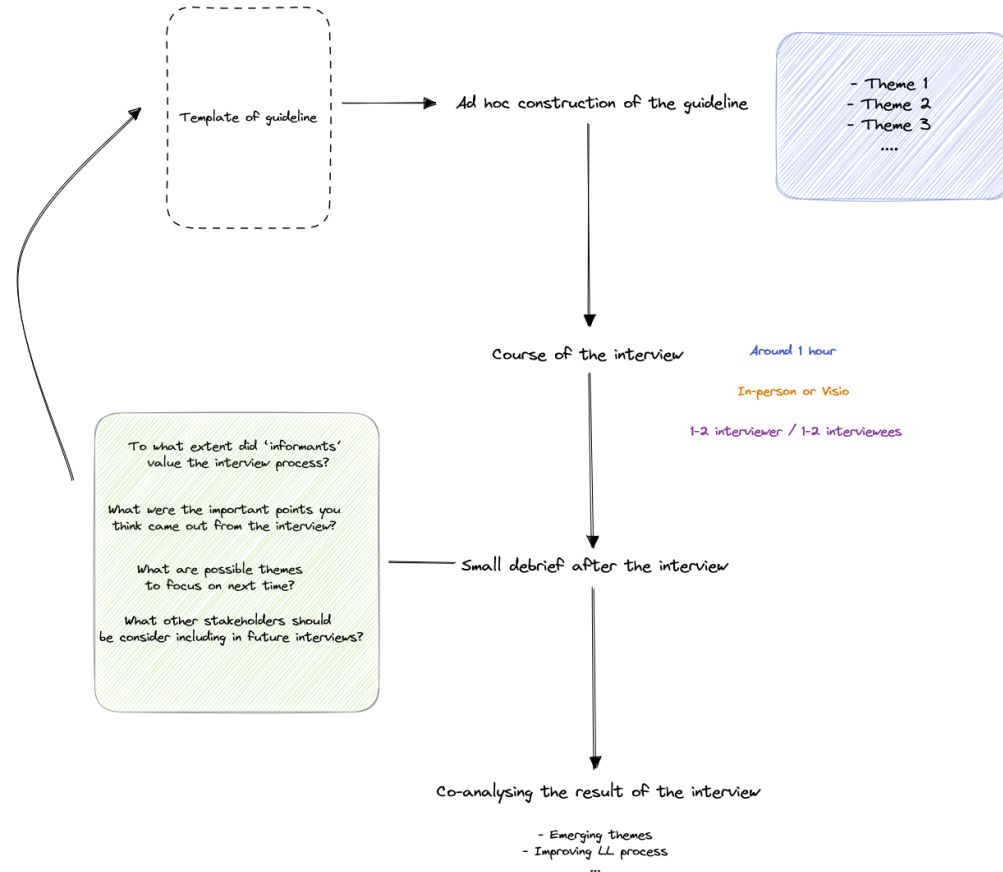 Template of guideline
Ad hoc construction of the guideline
- Theme 1
- Theme 2
- Theme 3
....
Course of the interview
Around 1 hour
In-person or Visio
1-2 interviewer / 1-2 interviewees
To what extent did 'informants'
value the interview process?
What were the important points you
think came out from the interview?
What are possible themes
to focus on next time?
What other stakeholders should
be consider including in future interviews?
Small debrief after the interview
Co-analysing the result of the interview
- Emerging themes
- Improving LL process
...